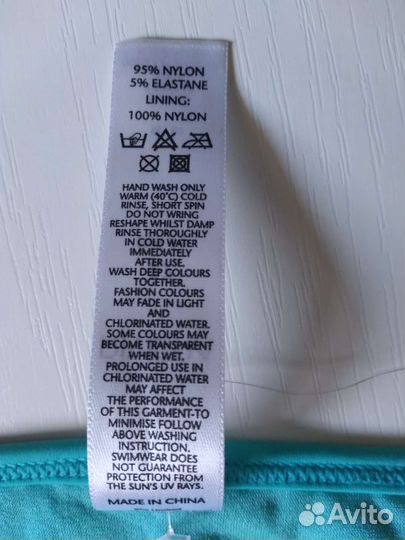 95% NYLON
5% ELASTANE
LINING:
100% NYLON
HAND WASH ONLY
WARM (40°C) COLD
RINSE, SHORT SPIN
DO NOT WRING
RESHAPE WHILST DAMP
RINSE THOROUGHLY
IN COLD WATER
IMMEDIATELY
AFTER USE.
WASH DEEP COLOURS
TOGETHER.
FASHION COLOURS
MAY FADE IN LIGHT
AND
CHLORINATED WATER.
SOME COLOURS MAY
BECOME TRANSPARENT
WHEN WET.
PROLONGED USE IN
CHLORINATED WATER
MAY AFFECT
THE PERFORMANCE
OF THIS GARMENT-TO
MINIMISE FOLLOW
ABOVE WASHING
INSTRUCTION.
SWIMWEAR DOES
NOT GUARANTEE
PROTECTION FROM
THE SUN'S UV RAYS.
MADE IN CHINA
Avito